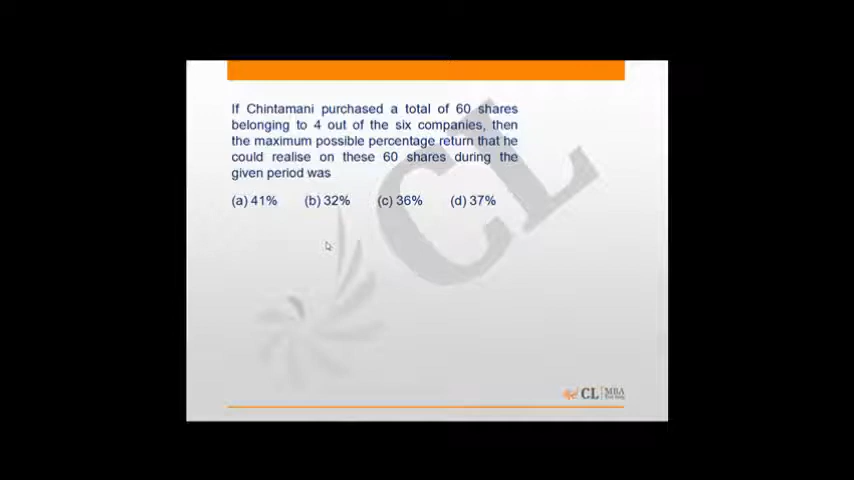 If Chintamani purchased a total of 60 shares
belonging to 4 out of the six companies, then
the maximum possible percentage return that he
could realise on these 60 shares during the
given period was
(a) 41% (b) 32% (c) 36% (d) 37%
CL
CL MBA